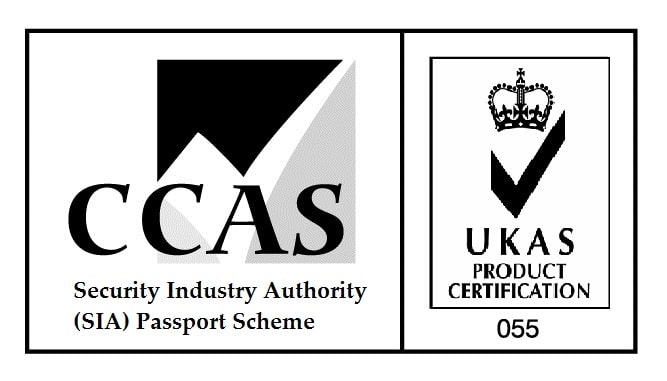 CCAS
Security Industry Authority
(SIA) Passport Scheme
UKAS
PRODUCT
CERTIFICATION
055